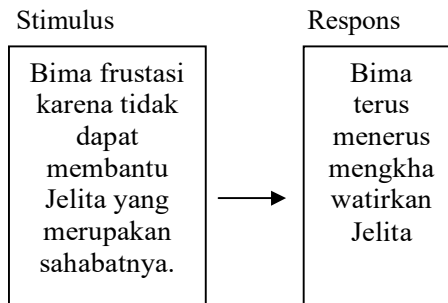 Stimulus
Respons
Bima frustasi
karena tidak
dapat
membantu
Jelita yang
merupakan
sahabatnya.
Bima
terus
menerus
mengkha
watirkan
Jelita